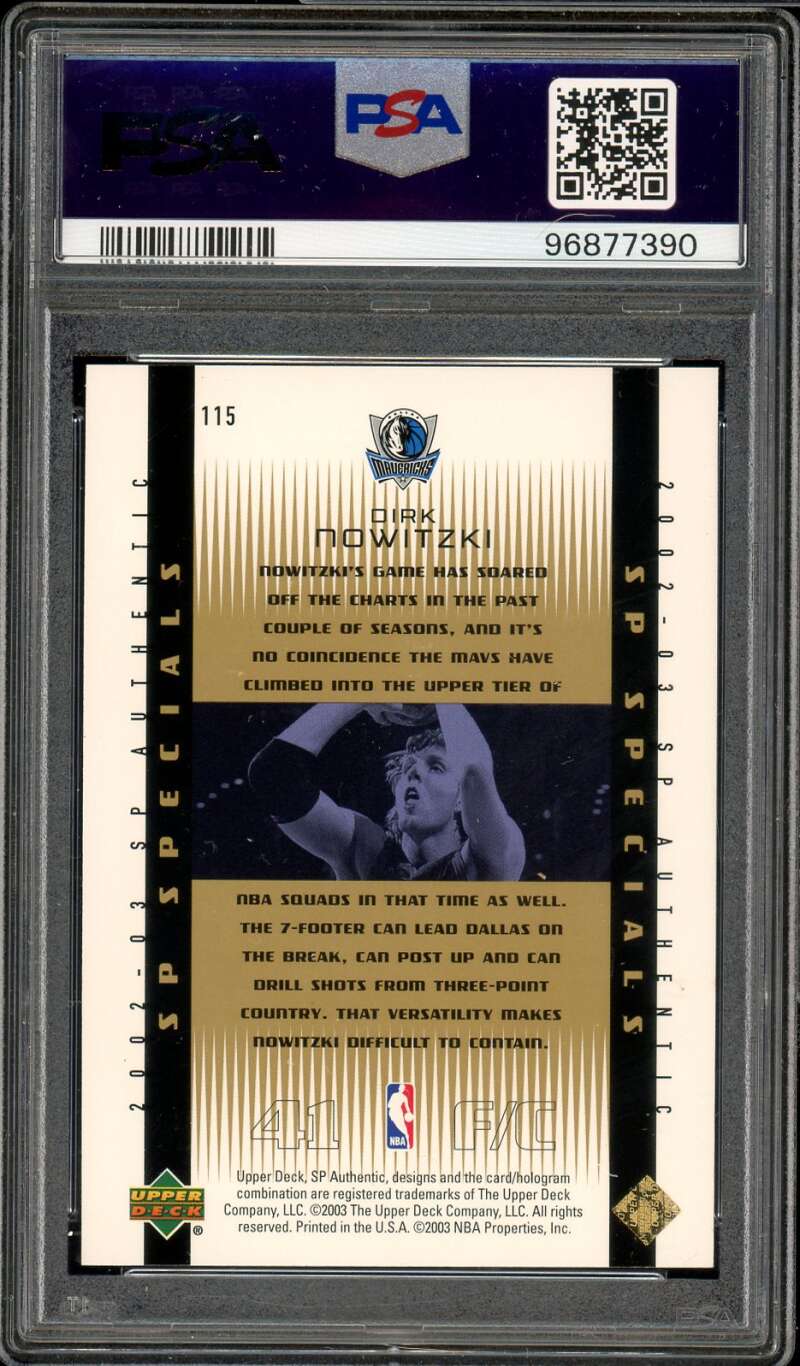 PSA
PSA
96877390
115
MAVERICKS
DIRK
NOWITZKI
NOWITZKI'S GAME HAS SOARED
OFF THE CHARTS IN THE PAST
COUPLE OF SEASONS, AND IT'S
NO COINCIDENCE THE MAVS HAVE
CLIMBED INTO THE UPPER TIER OF
NBA SQUADS IN THAT TIME AS WELL.
THE 7-FOOTER CAN LEAD DALLAS ON
THE BREAK, CAN POST UP AND CAN
DRILL SHOTS FROM THREE-POINT
COUNTRY. THAT VERSATILITY MAKES
NOWITZKI DIFFICULT TO CONTAIN.
2002-03 SP AUTHENTIC
SP SPECIALS
SP SPECIALS
2002-03 SP AUTHENTIC
41
NBA
F/C
Upper Deck, SP Authentic, designs and the card/hologram
combination are registered trademarks of The Upper Deck
Company, LLC. ©2003 The Upper Deck Company, LLC. All rights
reserved. Printed in the U.S.A. ©2003 NBA Properties, Inc.
UPPER
DECK
®
PSA